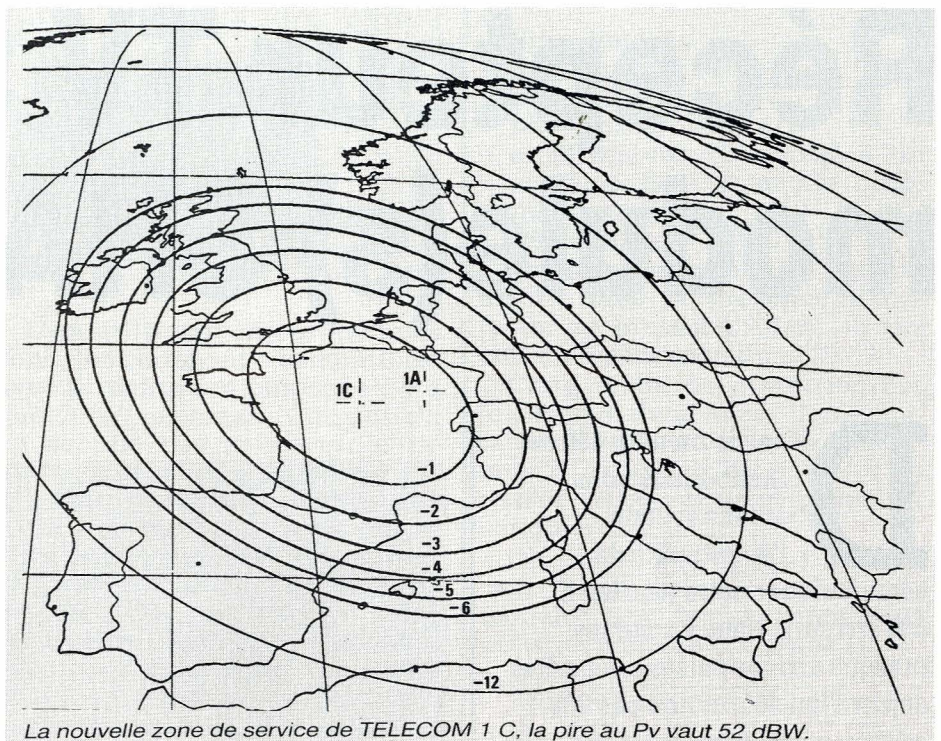 1C
1A
-1
-2
-3
-4
-5
-6
-12
La nouvelle zone de service de TELECOM 1 C, la pire au Pv vaut 52 dBW.